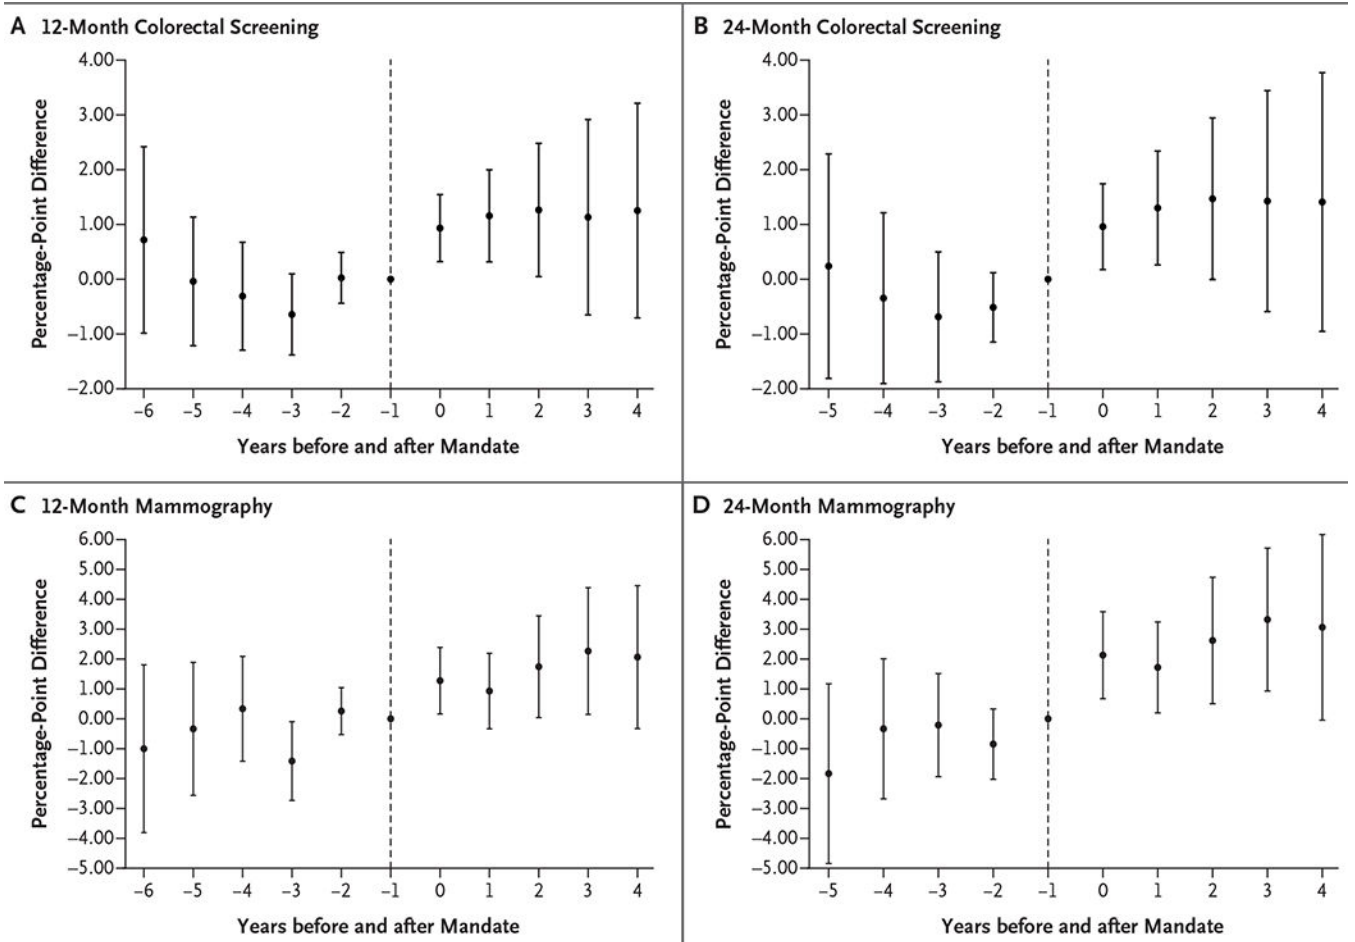 A 12-Month Colorectal Screening
4.00
3.00
2.00
1.00
0.00
−1.00
−2.00
Percentage-Point Difference
−6 −5 −4 −3 −2 −1 0 1 2 3 4
Years before and after Mandate
B 24-Month Colorectal Screening
4.00
3.00
2.00
1.00
0.00
−1.00
−2.00
Percentage-Point Difference
−5 −4 −3 −2 −1 0 1 2 3 4
Years before and after Mandate
C 12-Month Mammography
6.00
5.00
4.00
3.00
2.00
1.00
0.00
−1.00
−2.00
−3.00
−4.00
−5.00
Percentage-Point Difference
−6 −5 −4 −3 −2 −1 0 1 2 3 4
Years before and after Mandate
D 24-Month Mammography
6.00
5.00
4.00
3.00
2.00
1.00
0.00
−1.00
−2.00
−3.00
−4.00
−5.00
Percentage-Point Difference
−5 −4 −3 −2 −1 0 1 2 3 4
Years before and after Mandate